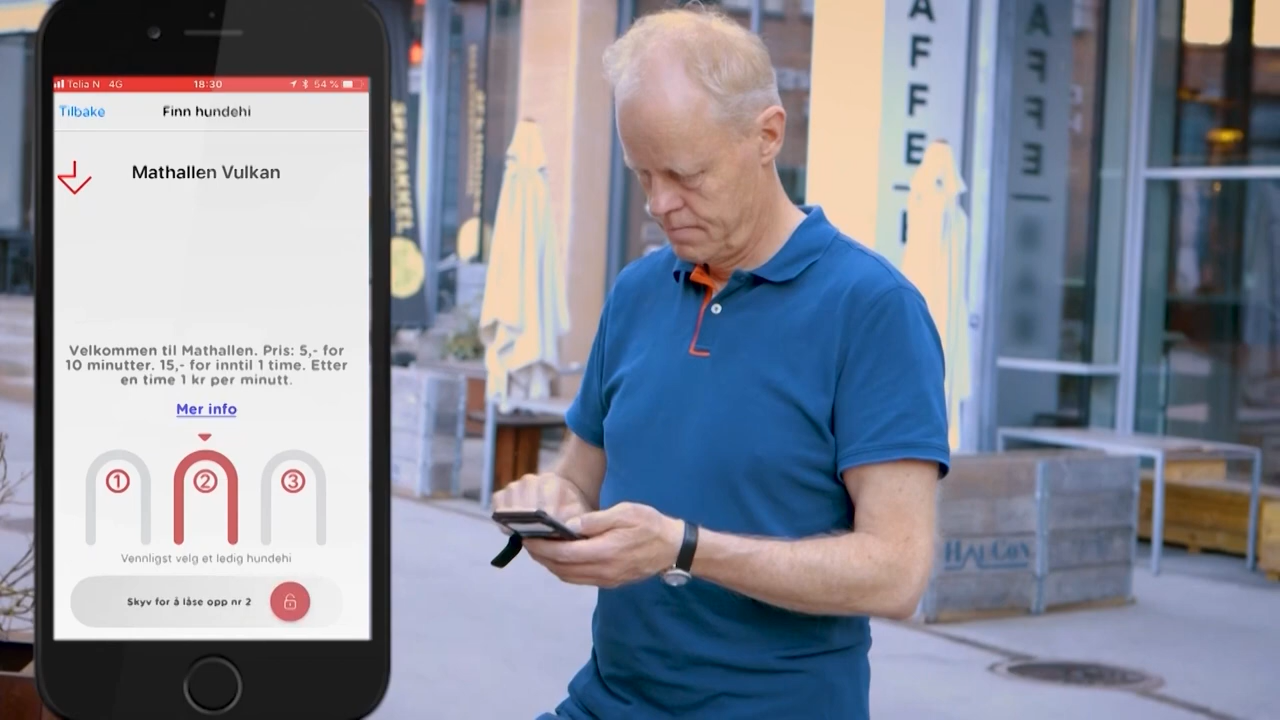 Telia N 4G 18:30 54 %
Tilbake Finn hundehi
Mathallen Vulkan
Velkommen til Mathallen. Pris: 5,- for
10 minutter. 15,- for inntil 1 time. Etter
en time 1 kr per minutt.
Mer info
1 2 3
Vennligst velg et ledig hundehi
Skyv for å låse opp nr 2
AFFE
AFFE